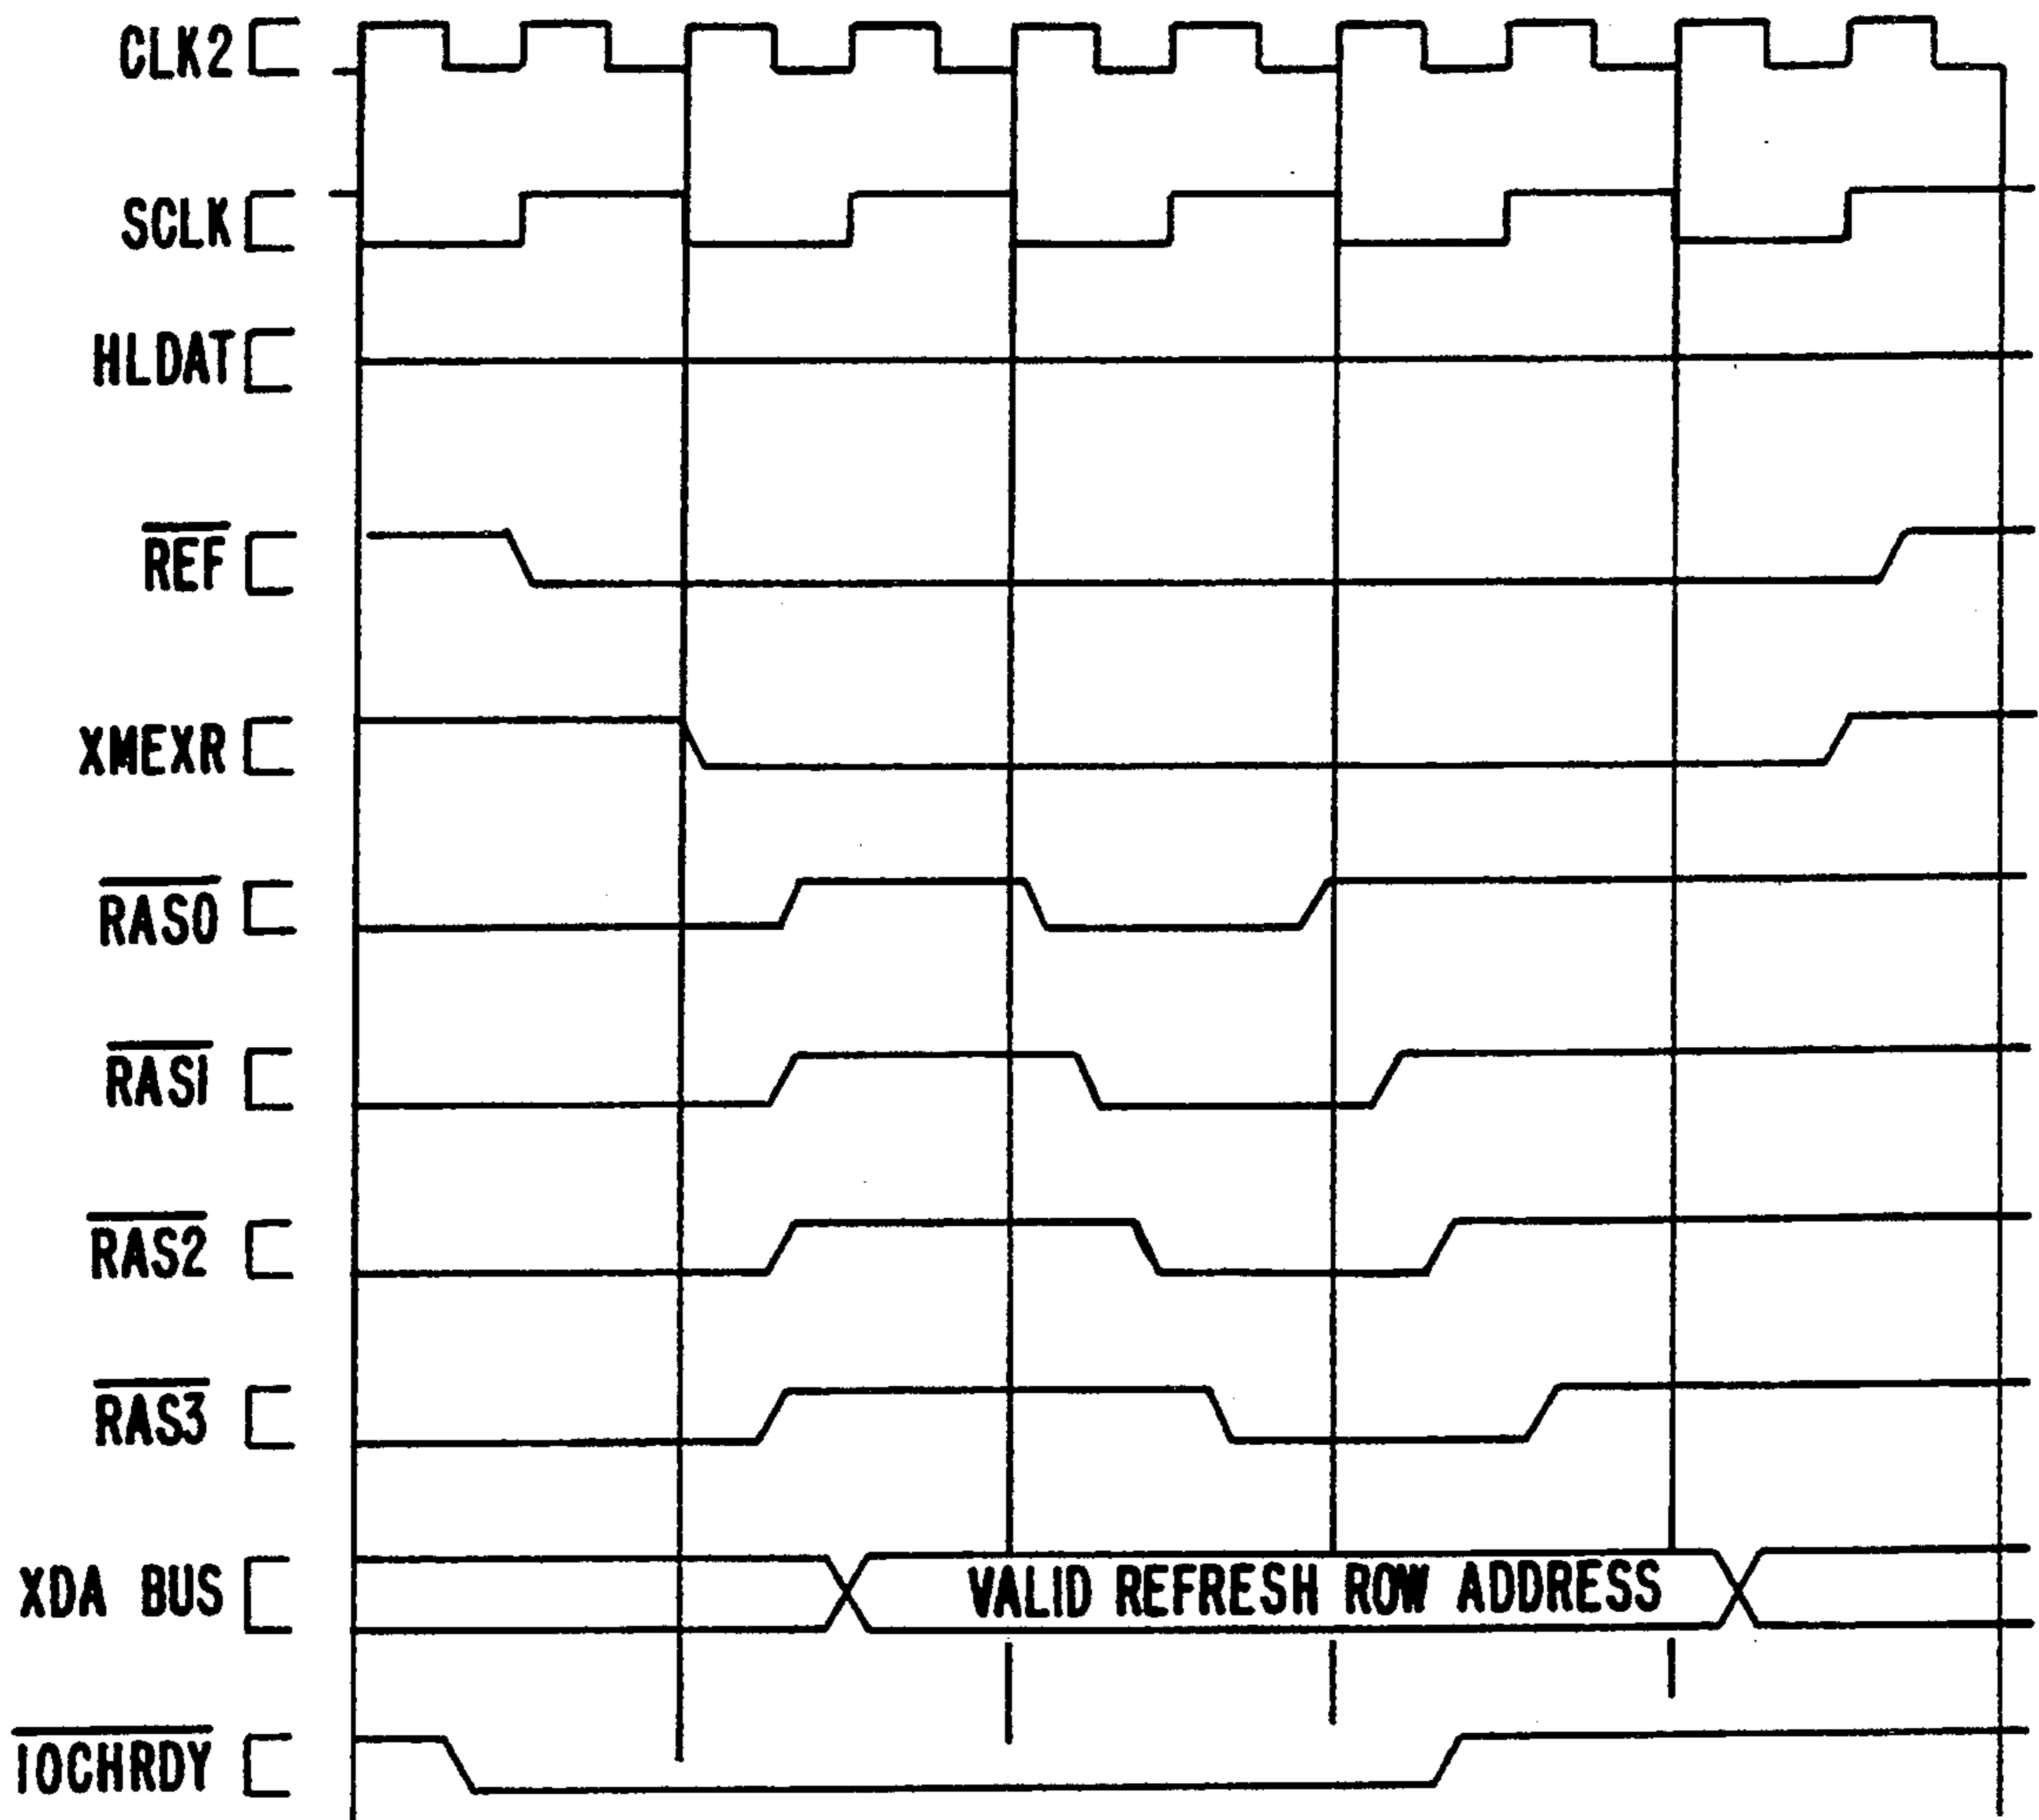 CLK2
SCLK
HLDAT
REF
XMEXR
RAS0
RAS1
RAS2
RAS3
XDA BUS
VALID REFRESH ROW ADDRESS
IOCHRDY